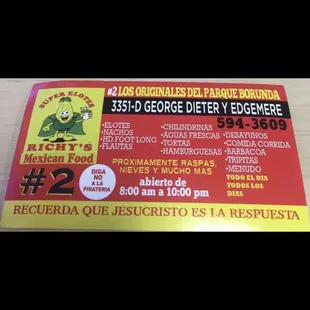 SUPER ELOTES
RICHY'S
Mexican Food
#2
DIGA
NO
A LA
PIRATERIA
#2 LOS ORIGINALES DEL PARQUE BORUNDA
3351-D GEORGE DIETER Y EDGEMERE
594-3609
•ELOTES
•NACHOS
•HD FOOT LONG
•FLAUTAS
•CHILINDRINAS
•AGUAS FRESCAS
•TORTAS
•HAMBURGUESAS
•DESAYUNOS
•COMIDA CORRIDA
•BARBACOA
•TRIPITAS
•MENUDO
TODO EL DIA
TODOS LOS
DIAS
PROXIMAMENTE RASPAS,
NIEVES Y MUCHO MAS
abierto de
8:00 am a 10:00 pm
RECUERDA QUE JESUCRISTO ES LA RESPUESTA